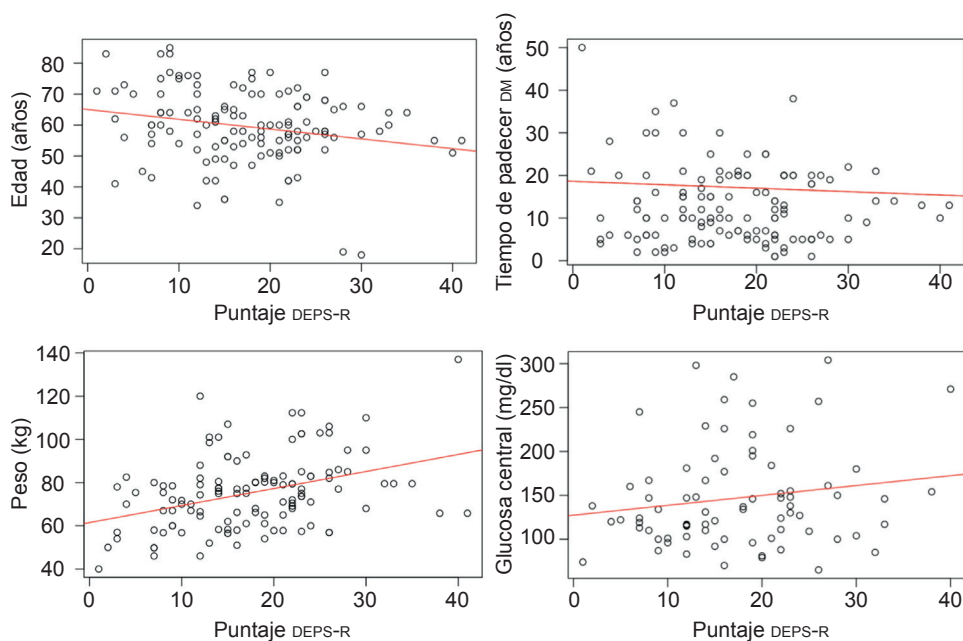 Edad (años)
80
70
60
50
40
20
0 10 20 30 40
Puntaje DEPS-R
Tiempo de padecer DM (años)
50
40
30
20
10
0
0 10 20 30 40
Puntaje DEPS-R
Peso (kg)
140
120
100
80
60
40
0 10 20 30 40
Puntaje DEPS-R
Glucosa central (mg/dl)
300
250
200
150
100
0 10 20 30 40
Puntaje DEPS-R